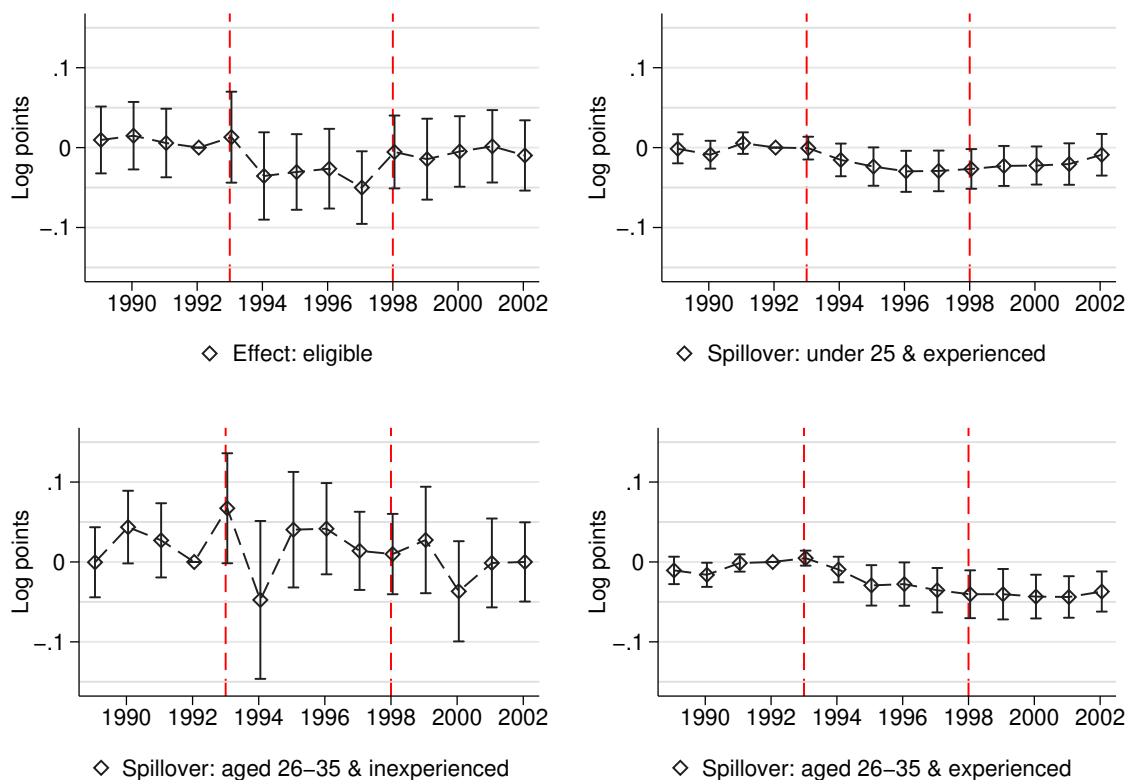 Log points
.1
0
−.1
1990 1992 1994 1996 1998 2000 2002
Effect: eligible
Log points
.1
0
−.1
1990 1992 1994 1996 1998 2000 2002
Spillover: under 25 & experienced
Log points
.1
0
−.1
1990 1992 1994 1996 1998 2000 2002
Spillover: aged 26−35 & inexperienced
Log points
.1
0
−.1
1990 1992 1994 1996 1998 2000 2002
Spillover: aged 26−35 & experienced